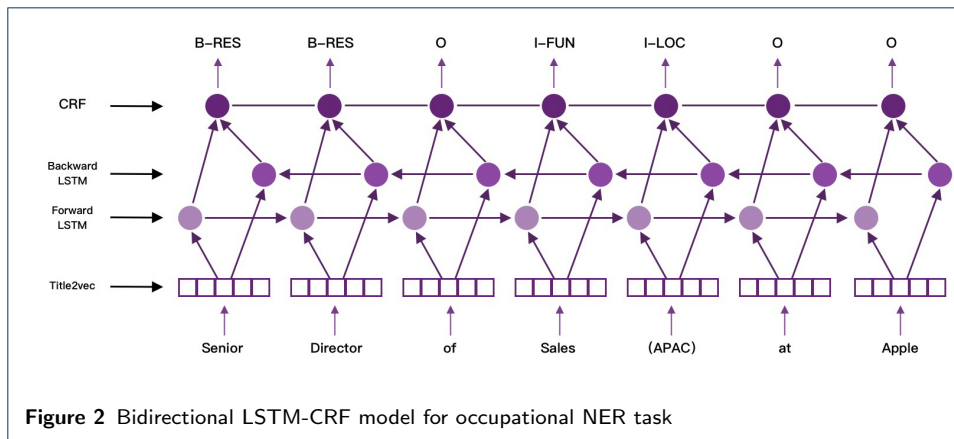 B–RES B–RES O I–FUN I–LOC O O
CRF
Backward
LSTM
Forward
LSTM
Title2vec
Senior Director of Sales (APAC) at Apple
Figure 2 Bidirectional LSTM-CRF model for occupational NER task